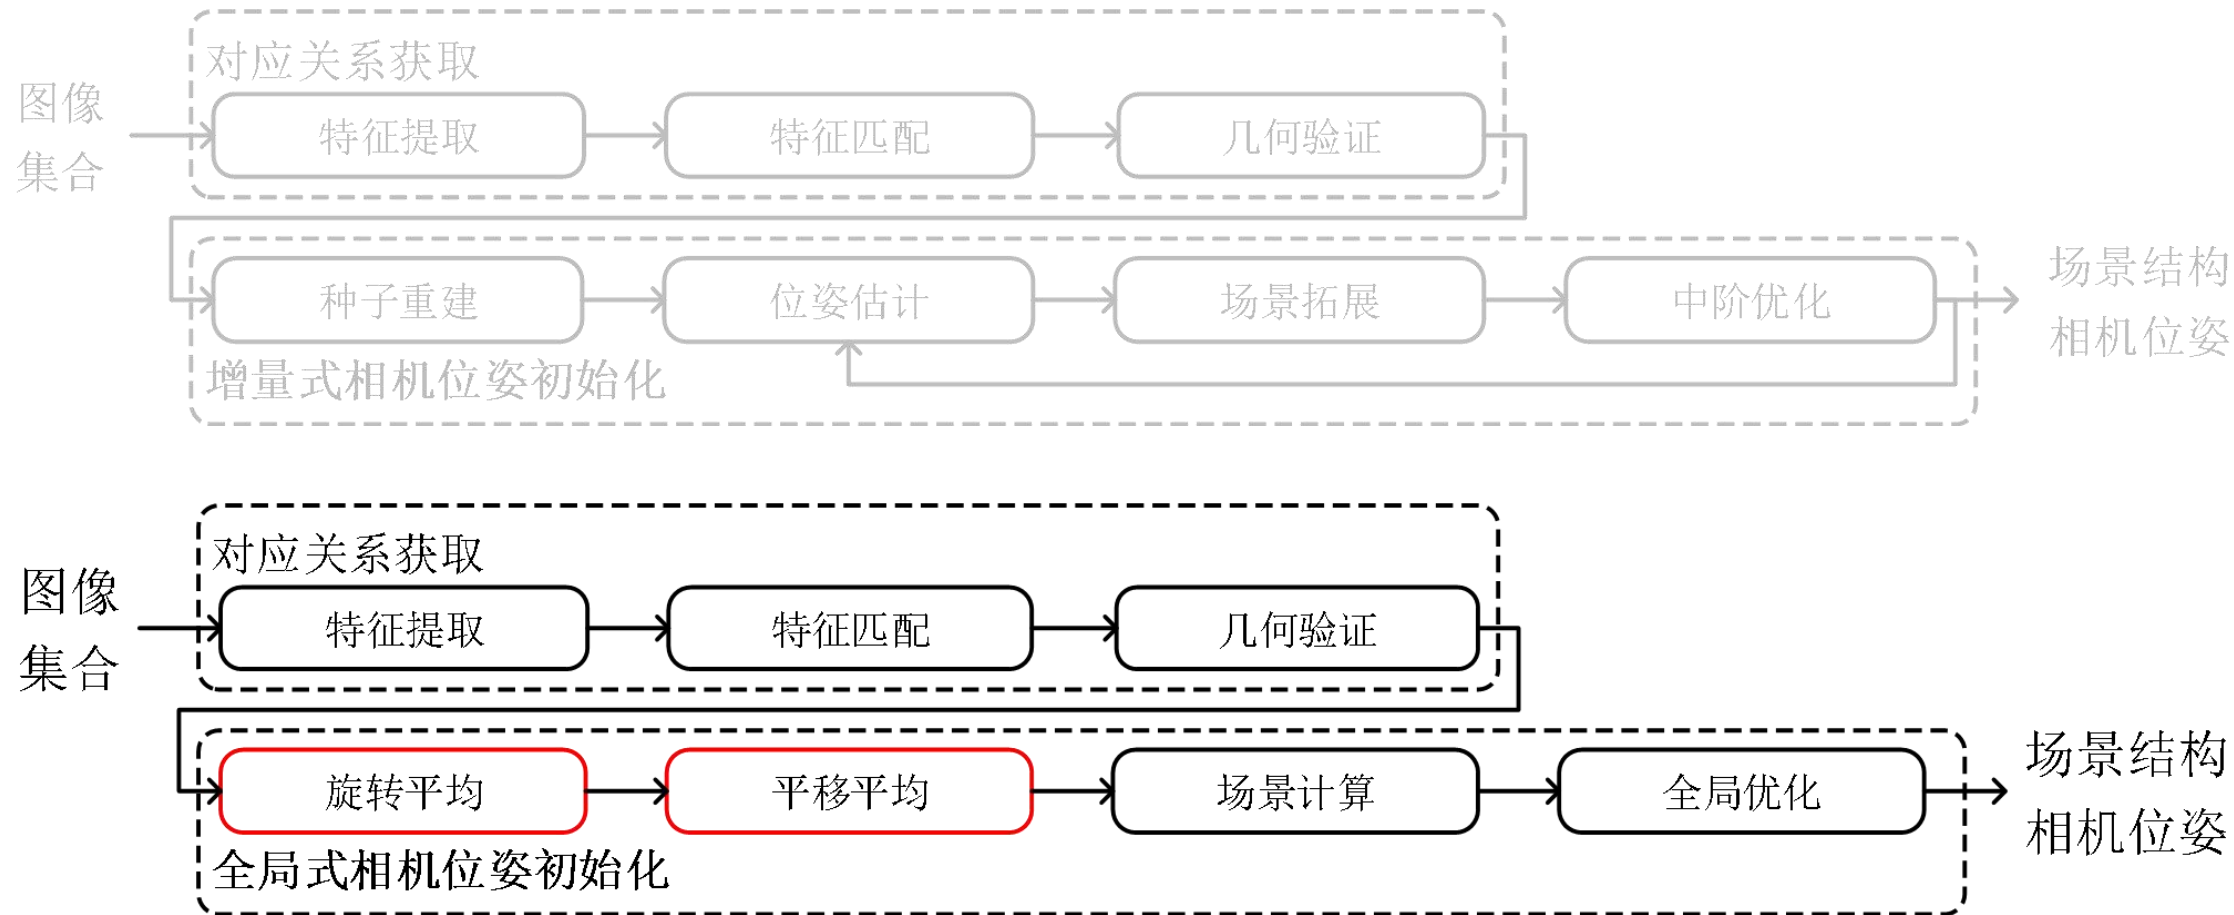 对应关系获取
图像
集合
特征提取
特征匹配
几何验证
种子重建
位姿估计
场景拓展
中阶优化
增量式相机位姿初始化
场景结构
相机位姿
对应关系获取
图像
集合
特征提取
特征匹配
几何验证
旋转平均
平移平均
场景计算
全局优化
全局式相机位姿初始化
场景结构
相机位姿